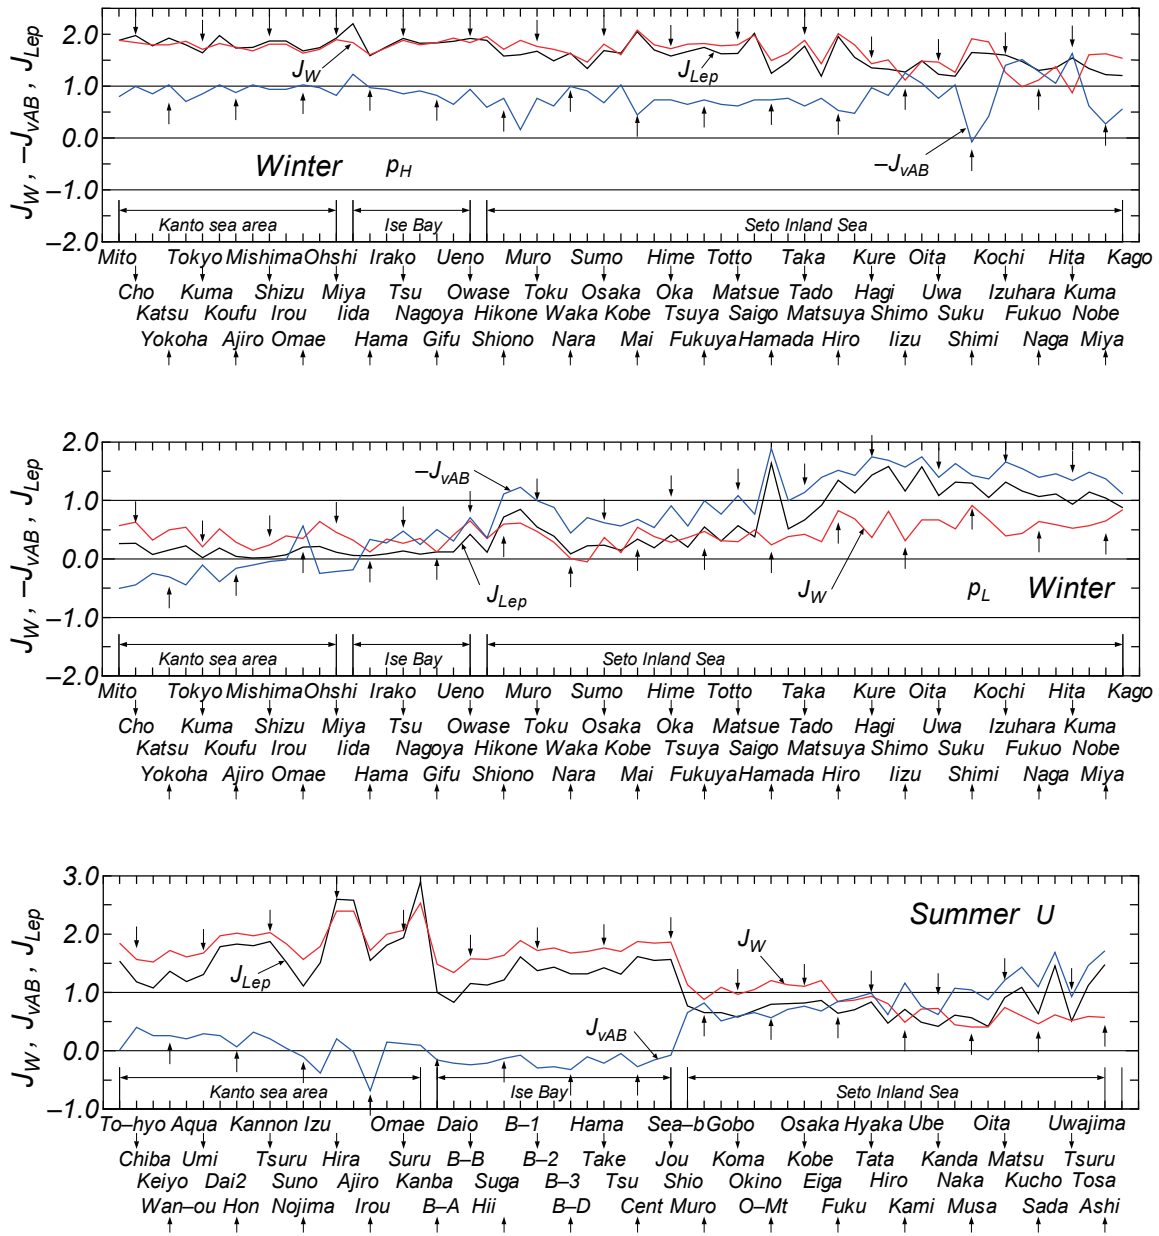 J_W , –J_vAB , J_Lep
2.0
1.0
0.0
–1.0
–2.0
J_W
J_Lep
–J_vAB
Winter p_H
Kanto sea area Ise Bay Seto Inland Sea
Mito Tokyo Mishima Ohshi Irako Ueno Muro Sumo Hime Totto Taka Kure Oita Kochi Hita Kago
Cho Kuma Shizu Miya Tsu Owase Toku Osaka Oka Matsue Tado Hagi Uwa Izuhara Kuma
Katsu Koufu Irou Iida Nagoya Hikone Waka Kobe Tsuya Saigo Matsuya Shimo Suku Fukuo Nobe
Yokoha Ajiro Omae Hama Gifu Shiono Nara Mai Fukuya Hamada Hiro Iizu Shimi Naga Miya
J_W , –J_vAB , J_Lep
2.0
1.0
0.0
–1.0
–2.0
–J_vAB
J_Lep
J_W
p_L Winter
Kanto sea area Ise Bay Seto Inland Sea
Mito Tokyo Mishima Ohshi Irako Ueno Muro Sumo Hime Totto Taka Kure Oita Kochi Hita Kago
Cho Kuma Shizu Miya Tsu Owase Toku Osaka Oka Matsue Tado Hagi Uwa Izuhara Kuma
Katsu Koufu Irou Iida Nagoya Hikone Waka Kobe Tsuya Saigo Matsuya Shimo Suku Fukuo Nobe
Yokoha Ajiro Omae Hama Gifu Shiono Nara Mai Fukuya Hamada Hiro Iizu Shimi Naga Miya
J_W , J_vAB , J_Lep
3.0
2.0
1.0
0.0
–1.0
Summer U
J_W
J_Lep
J_vAB
Kanto sea area Ise Bay Seto Inland Sea
To–hyo Aqua Kannon Izu Omae Daio B–1 Hama Sea–b Gobo Osaka Hyaka Ube Oita Uwajima
Chiba Umi Tsuru Hira Suru B–B B–2 Take Jou Koma Kobe Tata Kanda Matsu Tsuru
Keiyo Dai2 Suno Ajiro Kanba Suga B–3 Tsu Shio Okino Eiga Hiro Naka Kucho Tosa
Wan–ou Hon Nojima Irou B–A Hii B–D Cent Muro O–Mt Fuku Kami Musa Sada Ashi